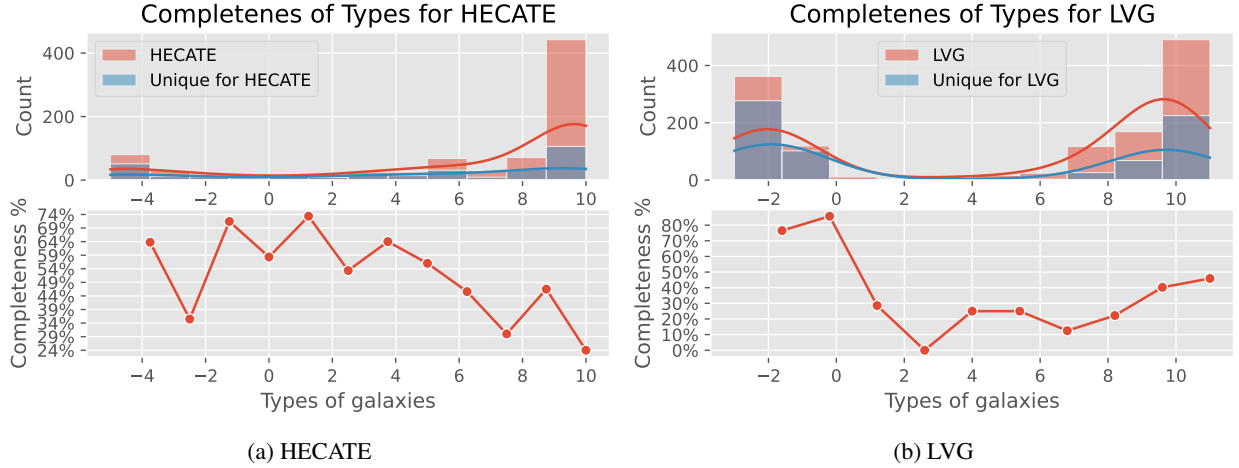 Completenes of Types for HECATE
Count
400
200
0
HECATE
Unique for HECATE
−4 −2 0 2 4 6 8 10
Completeness %
74%
69%
64%
59%
54%
49%
44%
39%
34%
29%
24%
−4 −2 0 2 4 6 8 10
Types of galaxies
(a) HECATE
Completenes of Types for LVG
Count
400
200
0
LVG
Unique for LVG
−2 0 2 4 6 8 10
Completeness %
80%
70%
60%
50%
40%
30%
20%
10%
0%
−2 0 2 4 6 8 10
Types of galaxies
(b) LVG